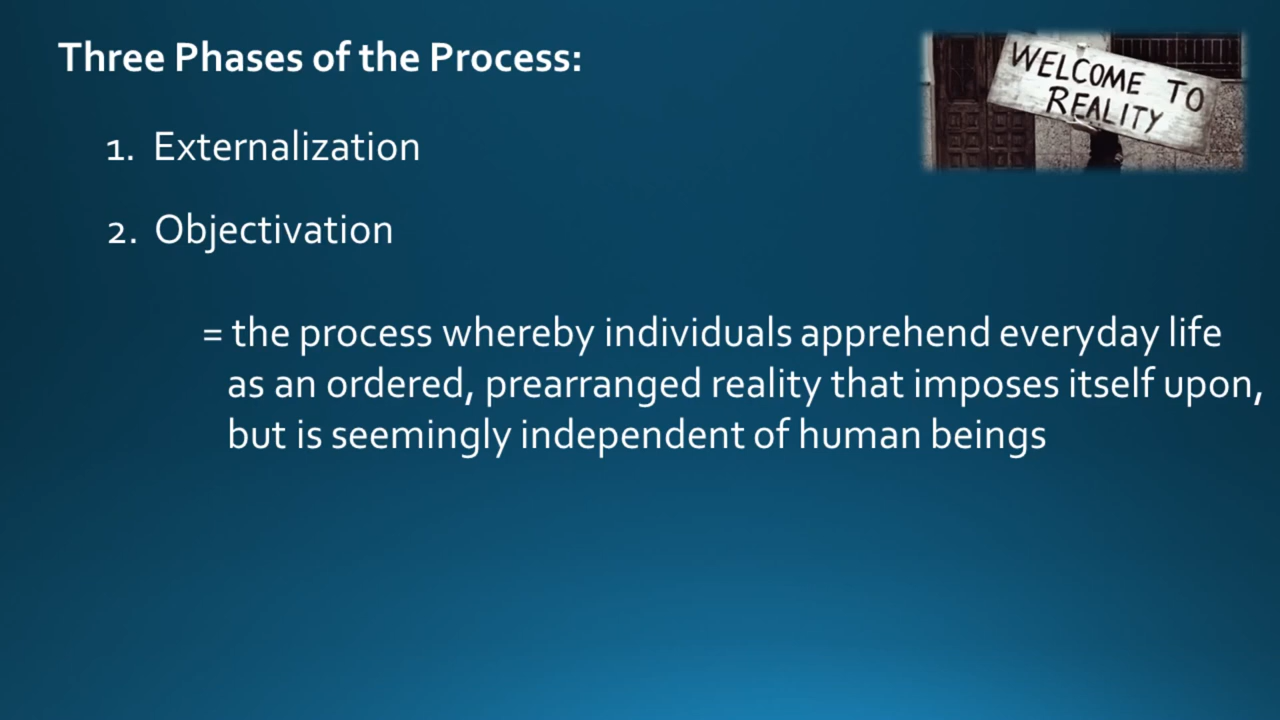 Three Phases of the Process:
WELCOME TO
REALITY
1. Externalization
2. Objectivation
= the process whereby individuals apprehend everyday life
as an ordered, prearranged reality that imposes itself upon,
but is seemingly independent of human beings